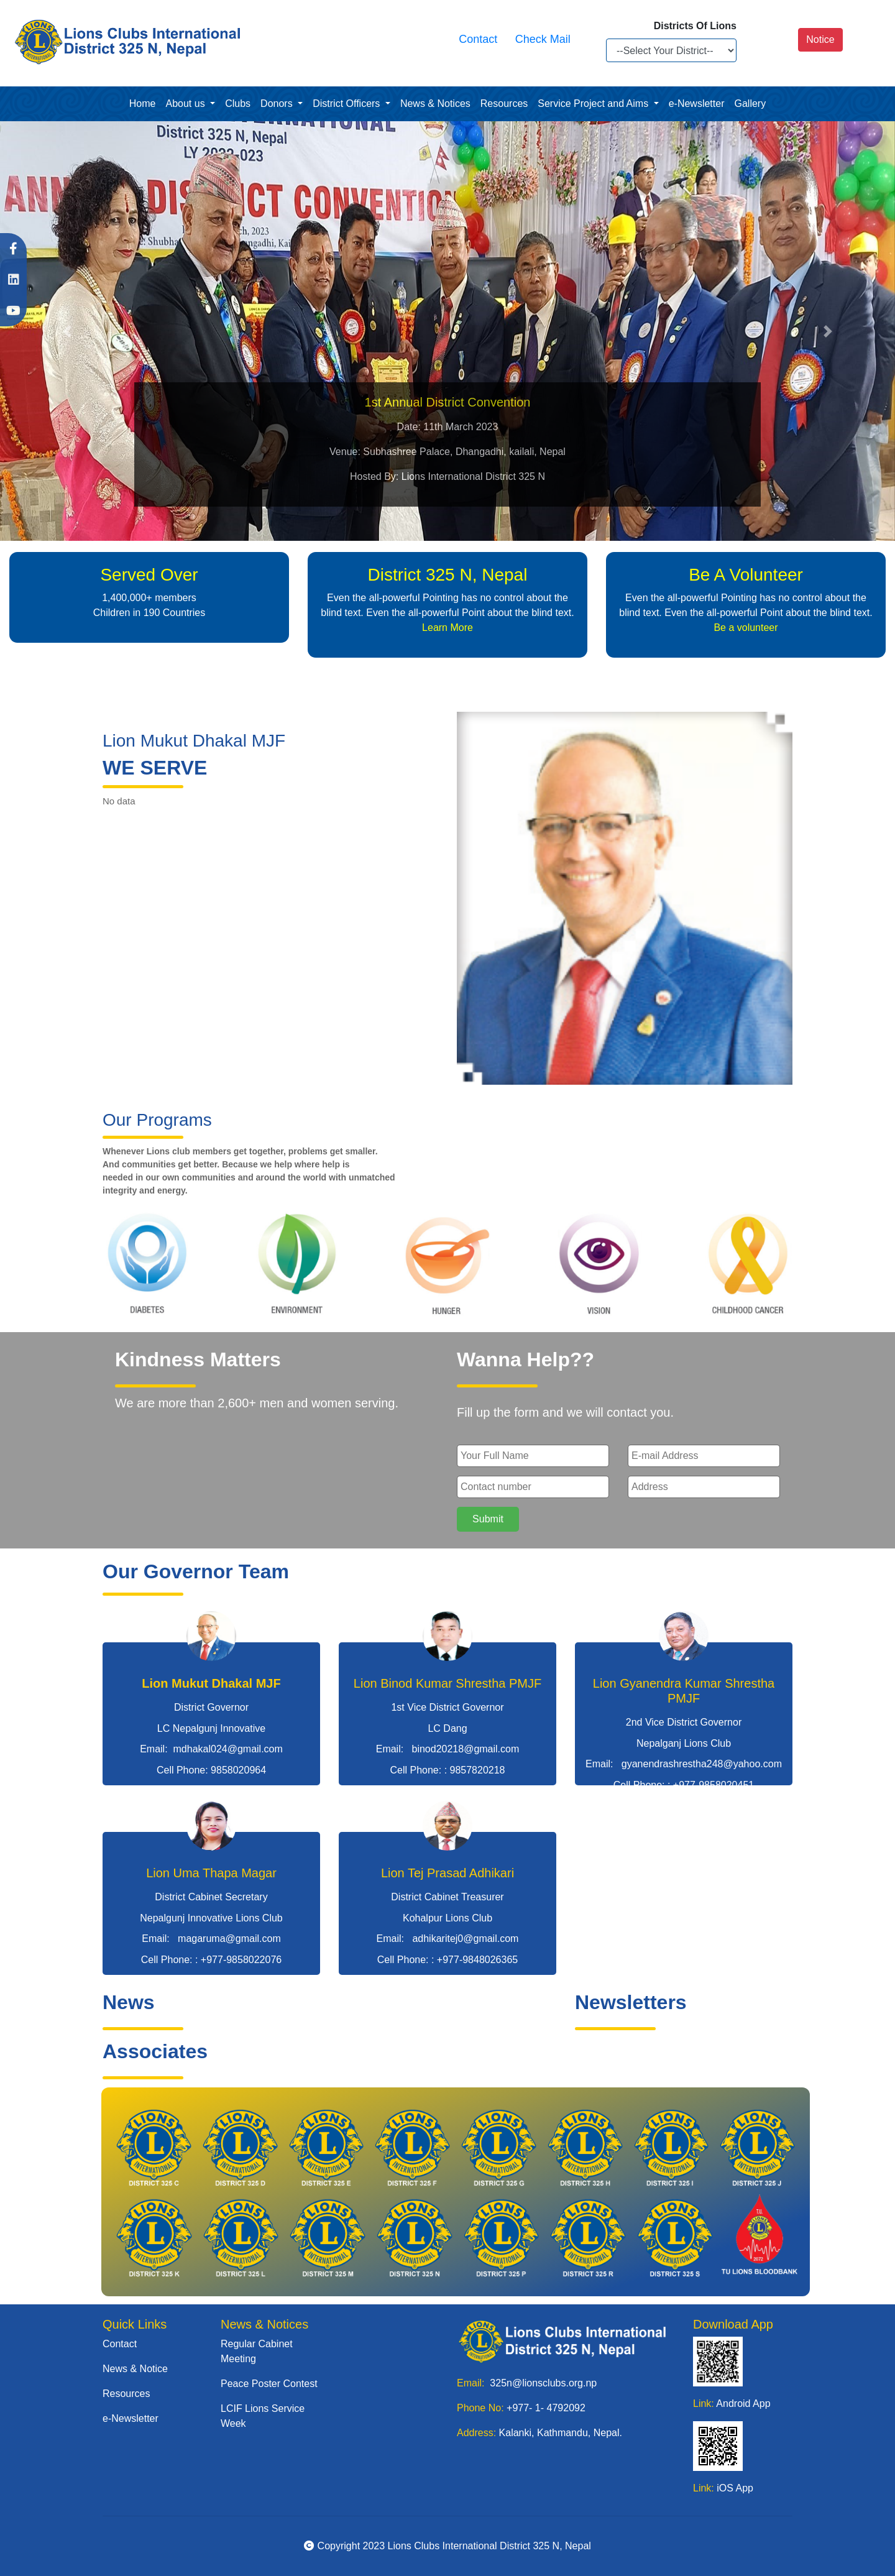 Lions Clubs International
District 325 N, Nepal
Contact
Check Mail
Districts Of Lions
--Select Your District--
Notice
Home
About us
Clubs
Donors
District Officers
News & Notices
Resources
Service Project and Aims
e-Newsletter
Gallery
District 325 N, Nepal
1st Annual District Convention
Date: 11th March 2023
Venue: Subhashree Palace, Dhangadhi, kailali, Nepal
Hosted By: Lions International District 325 N
Served Over
1,400,000+ members
Children in 190 Countries
District 325 N, Nepal
Even the all-powerful Pointing has no control about the
blind text. Even the all-powerful Point about the blind text.
Learn More
Be A Volunteer
Even the all-powerful Pointing has no control about the
blind text. Even the all-powerful Point about the blind text.
Be a volunteer
Lion Mukut Dhakal MJF
WE SERVE
No data
Our Programs
Whenever Lions club members get together, problems get smaller.
And communities get better. Because we help where help is
needed in our own communities and around the world with unmatched
integrity and energy.
DIABETES
ENVIRONMENT
HUNGER
VISION
CHILDHOOD CANCER
Kindness Matters
We are more than 2,600+ men and women serving.
Wanna Help??
Fill up the form and we will contact you.
Your Full Name
E-mail Address
Contact number
Address
Submit
Our Governor Team
Lion Mukut Dhakal MJF
District Governor
LC Nepalgunj Innovative
Email: mdhakal024@gmail.com
Cell Phone: 9858020964
Lion Binod Kumar Shrestha PMJF
1st Vice District Governor
LC Dang
Email: binod20218@gmail.com
Cell Phone: : 9857820218
Lion Gyanendra Kumar Shrestha
PMJF
2nd Vice District Governor
Nepalganj Lions Club
Email: gyanendrashrestha248@yahoo.com
Cell Phone: : +977-9858020451
Lion Uma Thapa Magar
District Cabinet Secretary
Nepalgunj Innovative Lions Club
Email: magaruma@gmail.com
Cell Phone: : +977-9858022076
Lion Tej Prasad Adhikari
District Cabinet Treasurer
Kohalpur Lions Club
Email: adhikaritej0@gmail.com
Cell Phone: : +977-9848026365
News
Newsletters
Associates
DISTRICT 325 C
DISTRICT 325 D
DISTRICT 325 E
DISTRICT 325 F
DISTRICT 325 G
DISTRICT 325 H
DISTRICT 325 I
DISTRICT 325 J
DISTRICT 325 K
DISTRICT 325 L
DISTRICT 325 M
DISTRICT 325 N
DISTRICT 325 P
DISTRICT 325 R
DISTRICT 325 S
TU LIONS BLOODBANK
Quick Links
Contact
News & Notice
Resources
e-Newsletter
News & Notices
Regular Cabinet
Meeting
Peace Poster Contest
LCIF Lions Service
Week
Lions Clubs International
District 325 N, Nepal
Email: 325n@lionsclubs.org.np
Phone No: +977- 1- 4792092
Address: Kalanki, Kathmandu, Nepal.
Download App
Link: Android App
Link: iOS App
Copyright 2023 Lions Clubs International District 325 N, Nepal